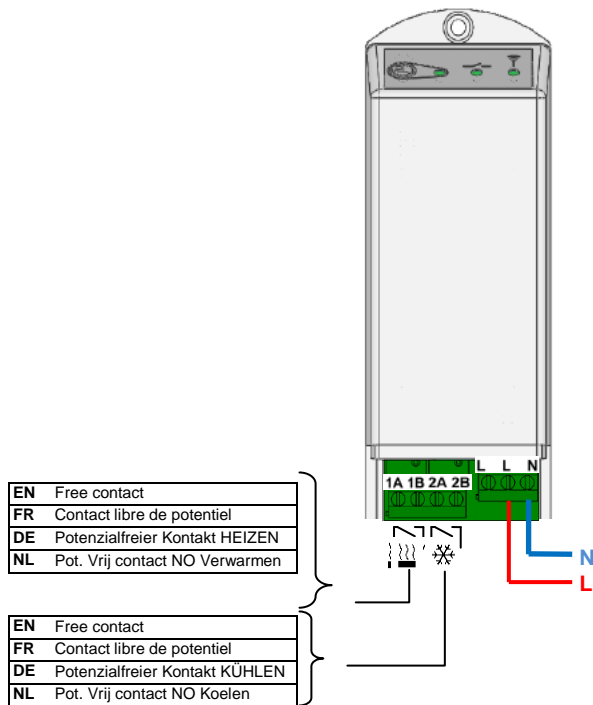 L L N
1A 1B 2A 2B
EN Free contact
FR Contact libre de potentiel
DE Potenzialfreier Kontakt HEIZEN
NL Pot. Vrij contact NO Verwarmen
N
L
EN Free contact
FR Contact libre de potentiel
DE Potenzialfreier Kontakt KÜHLEN
NL Pot. Vrij contact NO Koelen